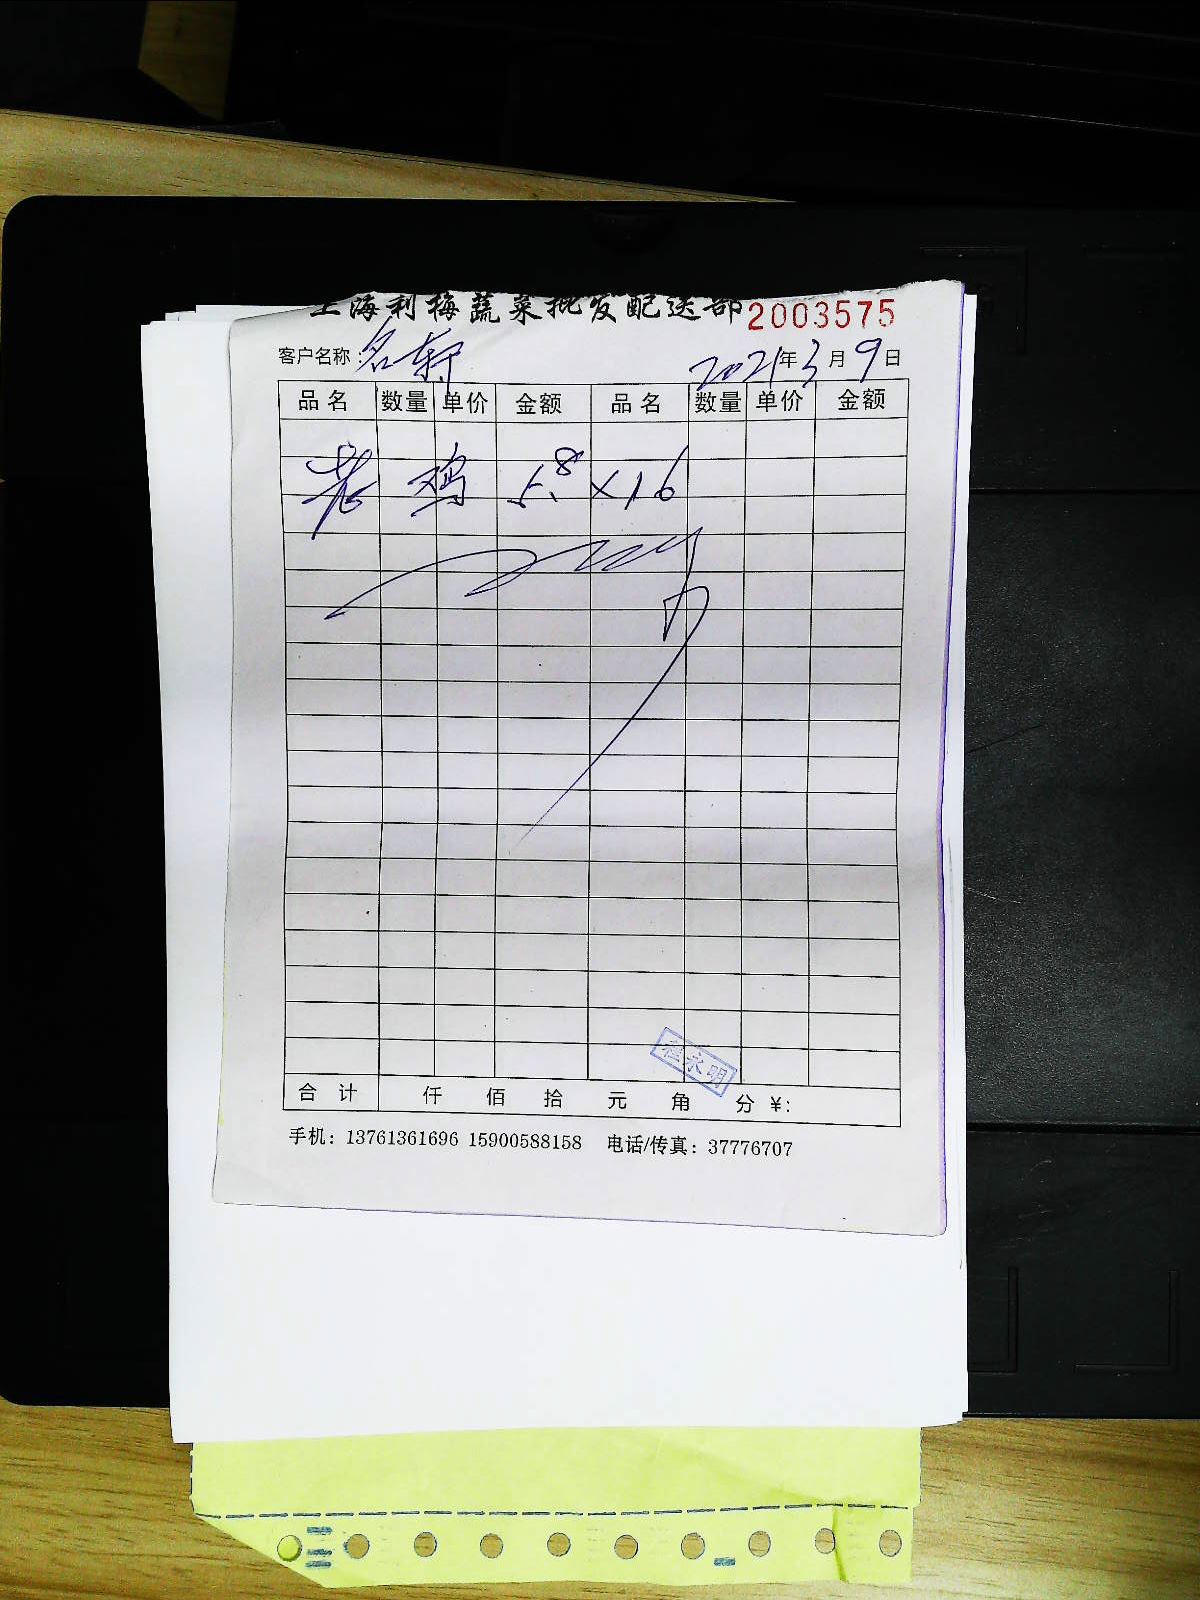 上海利梅蔬菜批发配送部 2003575
客户名称：名轩 2021年3月9日
品名 数量 单价 金额 品名 数量 单价 金额
老鸡 5.8×16
程永明
合计 仟 佰 拾 元 角 分 ¥:
手机：13761361696 15900588158 电话/传真：37776707